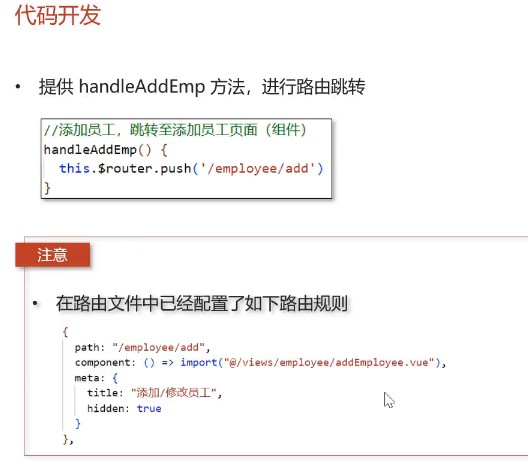 代码开发
• 提供 handleAddEmp 方法，进行路由跳转
//添加员工，跳转至添加员工页面（组件）
handleAddEmp() {
  this.$router.push('/employee/add')
}
注意
• 在路由文件中已经配置了如下路由规则
{
  path: "/employee/add",
  component: () => import("@/views/employee/addEmployee.vue"),
  meta: {
    title: "添加/修改员工",
    hidden: true
  }
},